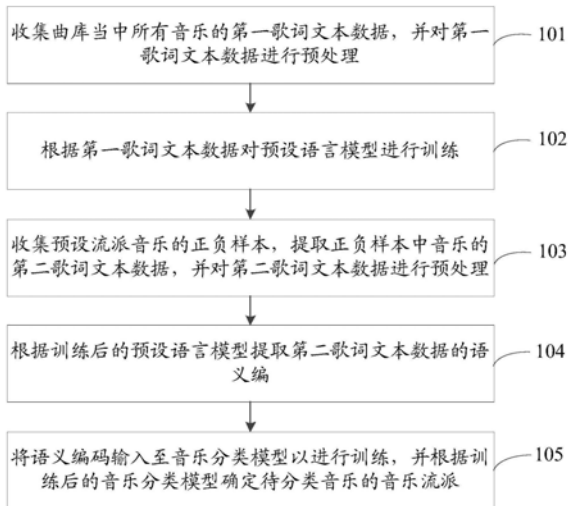 收集曲库当中所有音乐的第一歌词文本数据，并对第一
歌词文本数据进行预处理
101
根据第一歌词文本数据对预设语言模型进行训练
102
收集预设流派音乐的正负样本，提取正负样本中音乐的
第二歌词文本数据，并对第二歌词文本数据进行预处理
103
根据训练后的预设语言模型提取第二歌词文本数据的语
义编
104
将语义编码输入至音乐分类模型以进行训练，并根据训
练后的音乐分类模型确定待分类音乐的音乐流派
105